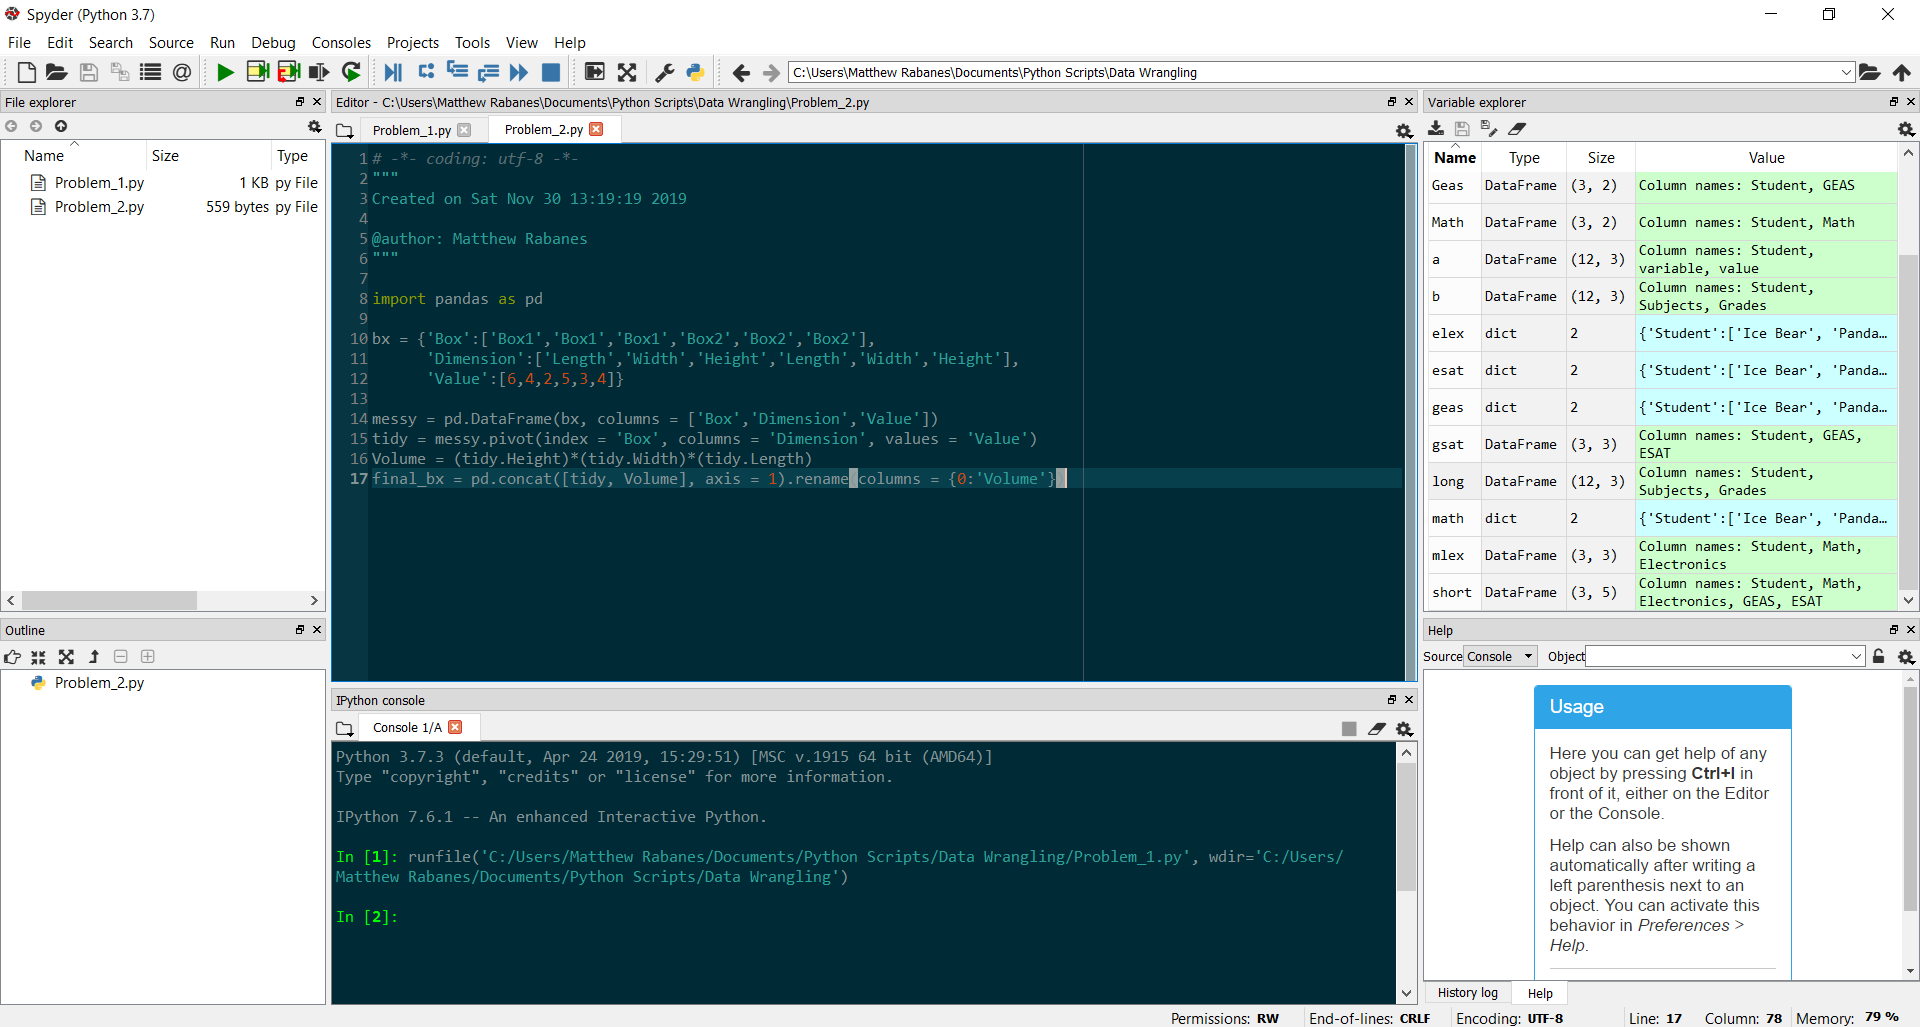 Spyder (Python 3.7)
File Edit Search Source Run Debug Consoles Projects Tools View Help
C:\Users\Matthew Rabanes\Documents\Python Scripts\Data Wrangling
File explorer
Name Size Type
Problem_1.py 1 KB py File
Problem_2.py 559 bytes py File
Outline
Problem_2.py
Editor - C:\Users\Matthew Rabanes\Documents\Python Scripts\Data Wrangling\Problem_2.py
Problem_1.py Problem_2.py
1 # -*- coding: utf-8 -*-
2 """
3 Created on Sat Nov 30 13:19:19 2019
4
5 @author: Matthew Rabanes
6 """
7
8 import pandas as pd
9
10 bx = {'Box':['Box1','Box1','Box1','Box2','Box2','Box2'],
11 'Dimension':['Length','Width','Height','Length','Width','Height'],
12 'Value':[6,4,2,5,3,4]}
13
14 messy = pd.DataFrame(bx, columns = ['Box','Dimension','Value'])
15 tidy = messy.pivot(index = 'Box', columns = 'Dimension', values = 'Value')
16 Volume = (tidy.Height)*(tidy.Width)*(tidy.Length)
17 final_bx = pd.concat([tidy, Volume], axis = 1).rename(columns = {0:'Volume'})
IPython console
Console 1/A
Python 3.7.3 (default, Apr 24 2019, 15:29:51) [MSC v.1915 64 bit (AMD64)]
Type "copyright", "credits" or "license" for more information.
IPython 7.6.1 -- An enhanced Interactive Python.
In [1]: runfile('C:/Users/Matthew Rabanes/Documents/Python Scripts/Data Wrangling/Problem_1.py', wdir='C:/Users/
Matthew Rabanes/Documents/Python Scripts/Data Wrangling')
In [2]:
Variable explorer
Name Type Size Value
Geas DataFrame (3, 2) Column names: Student, GEAS
Math DataFrame (3, 2) Column names: Student, Math
a DataFrame (12, 3) Column names: Student,
variable, value
b DataFrame (12, 3) Column names: Student,
Subjects, Grades
elex dict 2 {'Student':['Ice Bear', 'Panda…
esat dict 2 {'Student':['Ice Bear', 'Panda…
geas dict 2 {'Student':['Ice Bear', 'Panda…
gsat DataFrame (3, 3) Column names: Student, GEAS,
ESAT
long DataFrame (12, 3) Column names: Student,
Subjects, Grades
math dict 2 {'Student':['Ice Bear', 'Panda…
mlex DataFrame (3, 3) Column names: Student, Math,
Electronics
short DataFrame (3, 5) Column names: Student, Math,
Electronics, GEAS, ESAT
Help
Source Console Object
Usage
Here you can get help of any
object by pressing Ctrl+I in
front of it, either on the Editor
or the Console.
Help can also be shown
automatically after writing a
left parenthesis next to an
object. You can activate this
behavior in Preferences >
Help.
History log Help
Permissions: RW End-of-lines: CRLF Encoding: UTF-8 Line: 17 Column: 78 Memory: 79 %